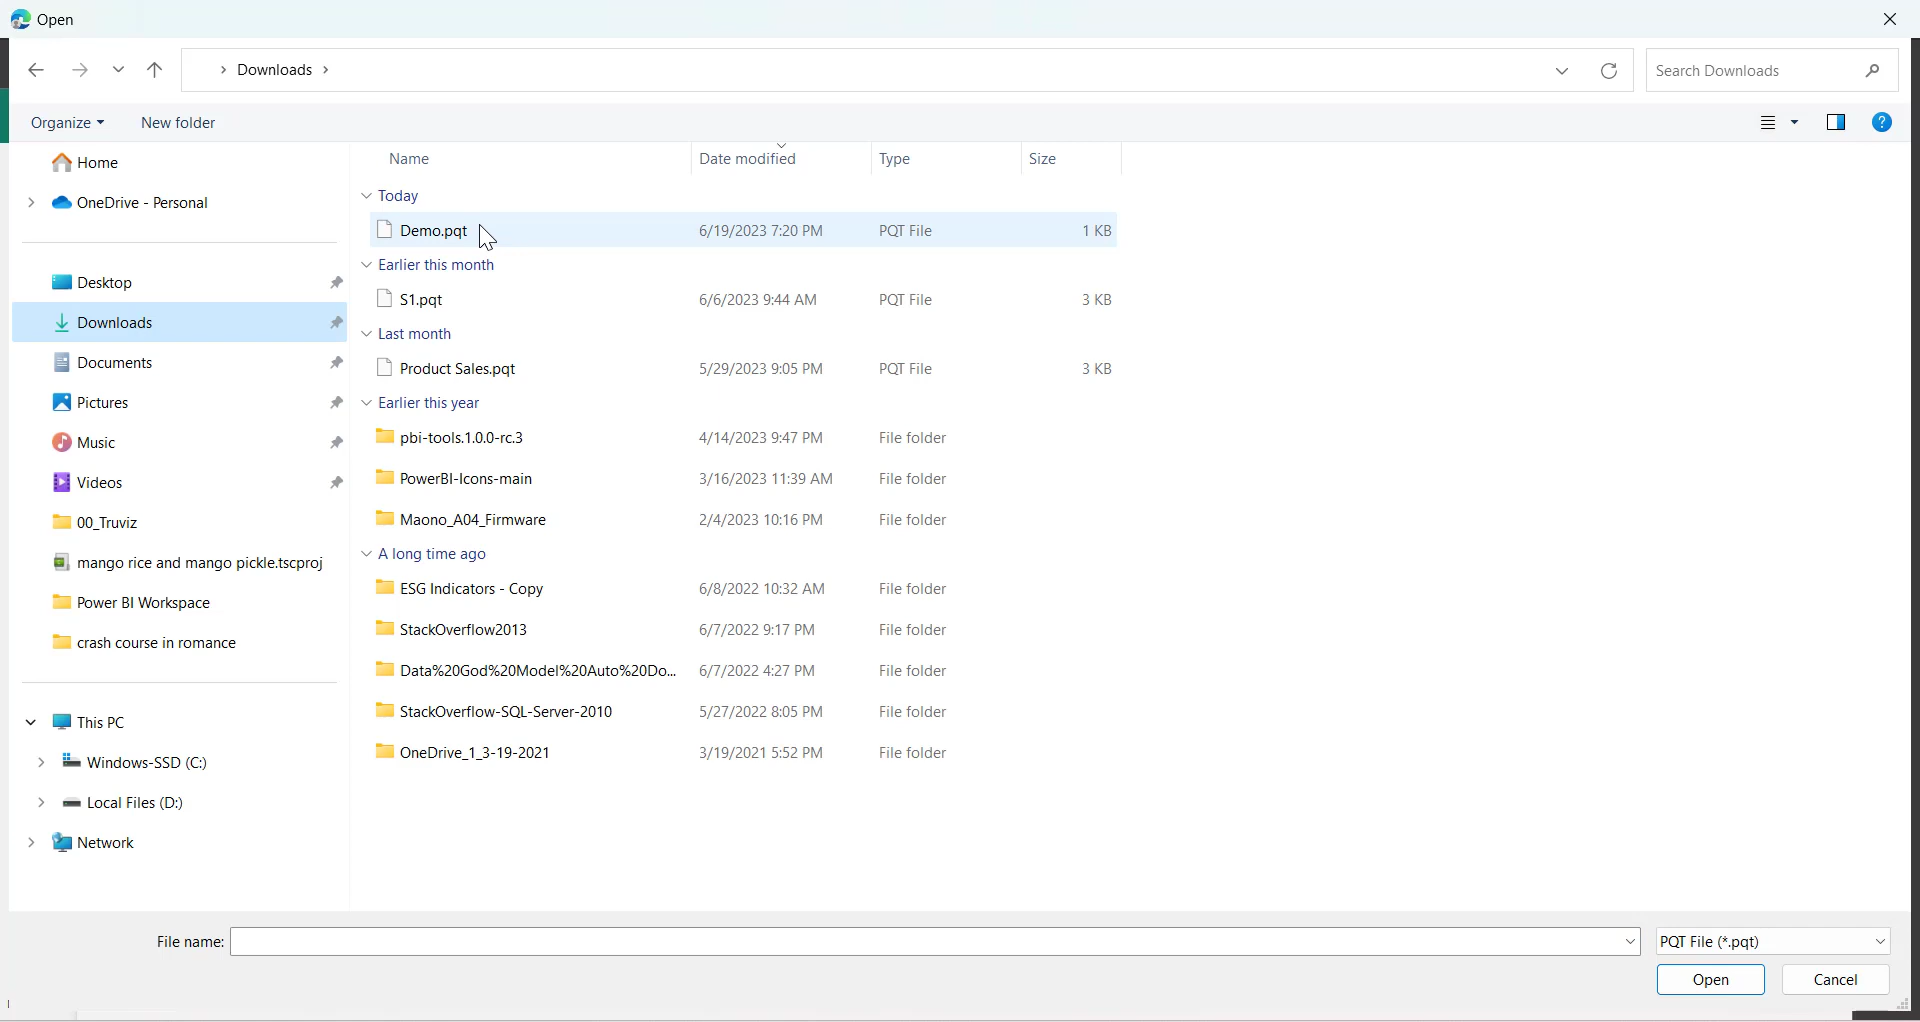 Open
Downloads
Search Downloads
Organize
New folder
Name
Date modified
Type
Size
Home
OneDrive - Personal
Desktop
Downloads
Documents
Pictures
Music
Videos
00_Truviz
mango rice and mango pickle.tscproj
Power BI Workspace
crash course in romance
This PC
Windows-SSD (C:)
Local Files (D:)
Network
Today
Demo.pqt 6/19/2023 7:20 PM PQT File 1 KB
Earlier this month
S1.pqt 6/6/2023 9:44 AM PQT File 3 KB
Last month
Product Sales.pqt 5/29/2023 9:05 PM PQT File 3 KB
Earlier this year
pbi-tools.1.0.0-rc.3 4/14/2023 9:47 PM File folder
PowerBI-Icons-main 3/16/2023 11:39 AM File folder
Maono_A04_Firmware 2/4/2023 10:16 PM File folder
A long time ago
ESG Indicators - Copy 6/8/2022 10:32 AM File folder
StackOverflow2013 6/7/2022 9:17 PM File folder
Data%20God%20Model%20Auto%20Do... 6/7/2022 4:27 PM File folder
StackOverflow-SQL-Server-2010 5/27/2022 8:05 PM File folder
OneDrive_1_3-19-2021 3/19/2021 5:52 PM File folder
File name:
PQT File (*.pqt)
Open
Cancel